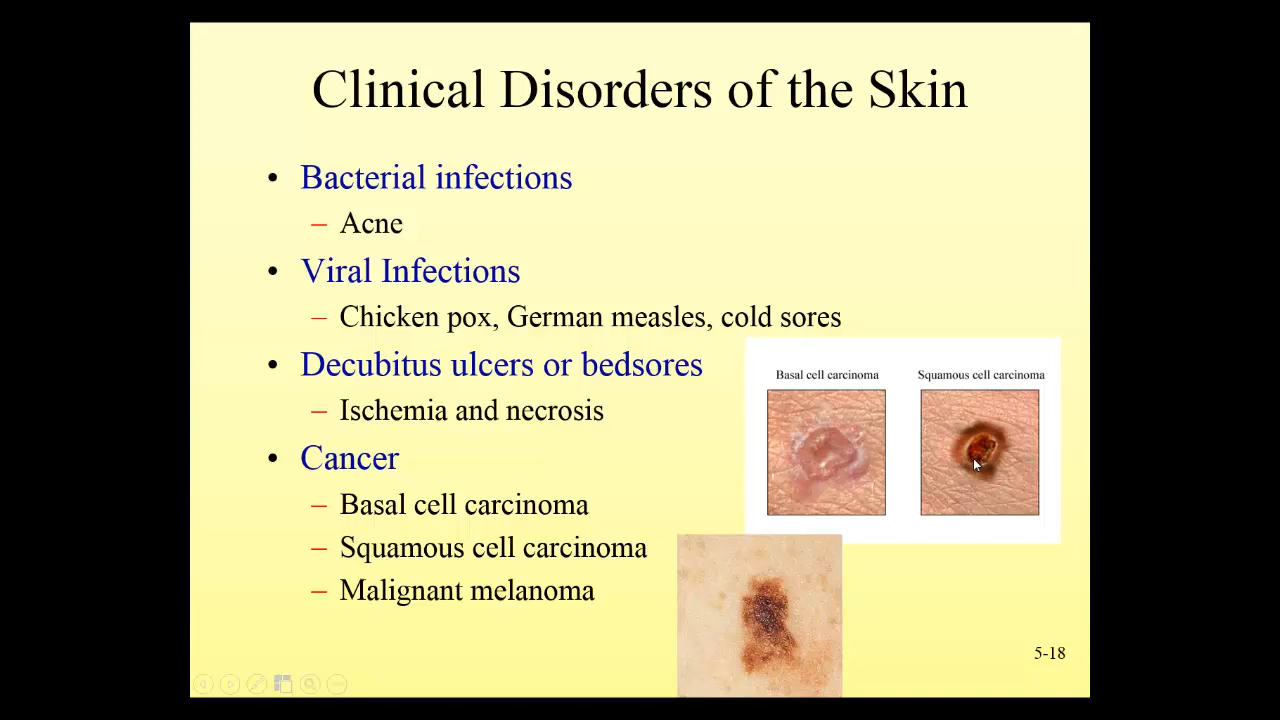 Clinical Disorders of the Skin
• Bacterial infections
– Acne
• Viral Infections
– Chicken pox, German measles, cold sores
• Decubitus ulcers or bedsores
– Ischemia and necrosis
• Cancer
– Basal cell carcinoma
– Squamous cell carcinoma
– Malignant melanoma
Basal cell carcinoma
Squamous cell carcinoma
5-18